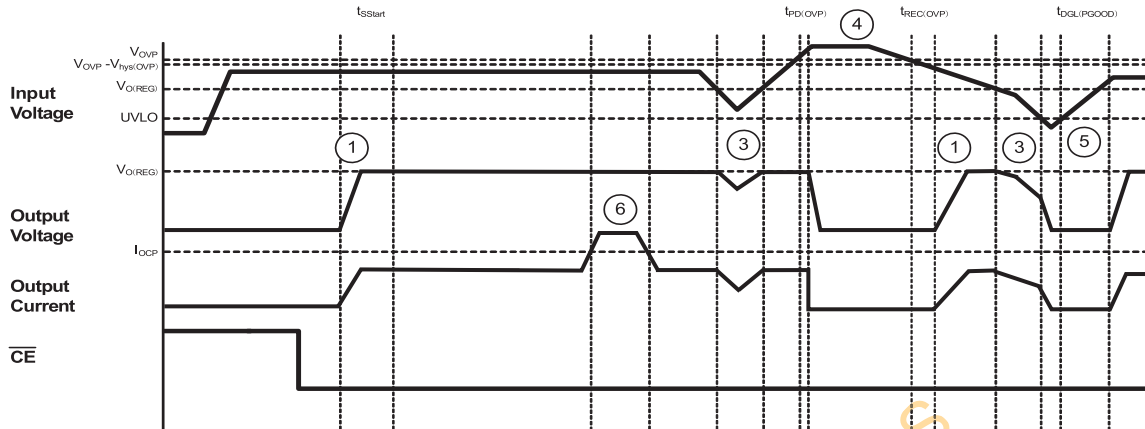 tSStart
tPD(OVP)
tREC(OVP)
tDGL(PGOOD)
4
VOVP
VOVP -Vhys(OVP)
VO(REG)
Input
Voltage
UVLO
1
3
1
3
5
VO(REG)
6
Output
Voltage
IOCP
Output
Current
CE